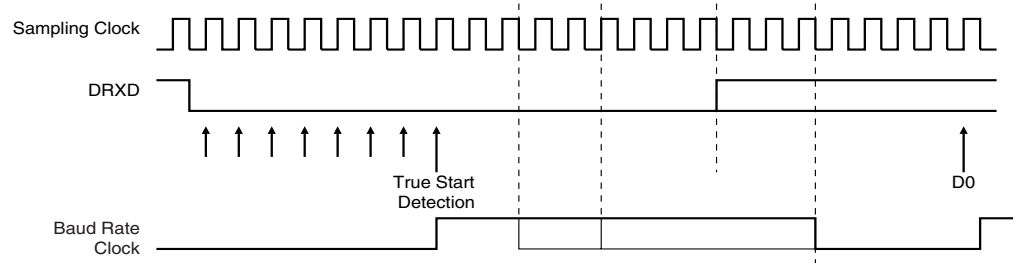 Sampling Clock
DRXD
True Start
Detection
D0
Baud Rate
Clock